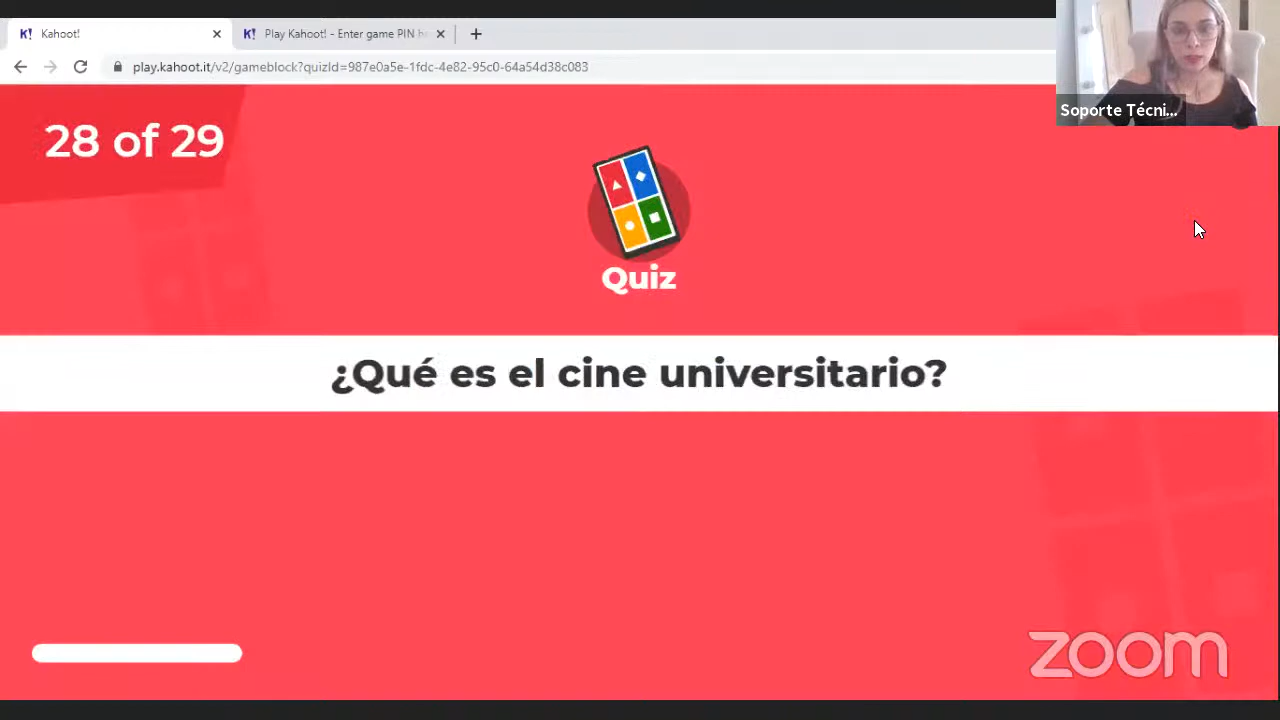 K! Kahoot!
K! Play Kahoot! - Enter game PIN
play.kahoot.it/v2/gameblock?quizId=987e0a5e-1fdc-4e82-95c0-64a54d38c083
Soporte Técni...
28 of 29
Quiz
¿Qué es el cine universitario?
zoom